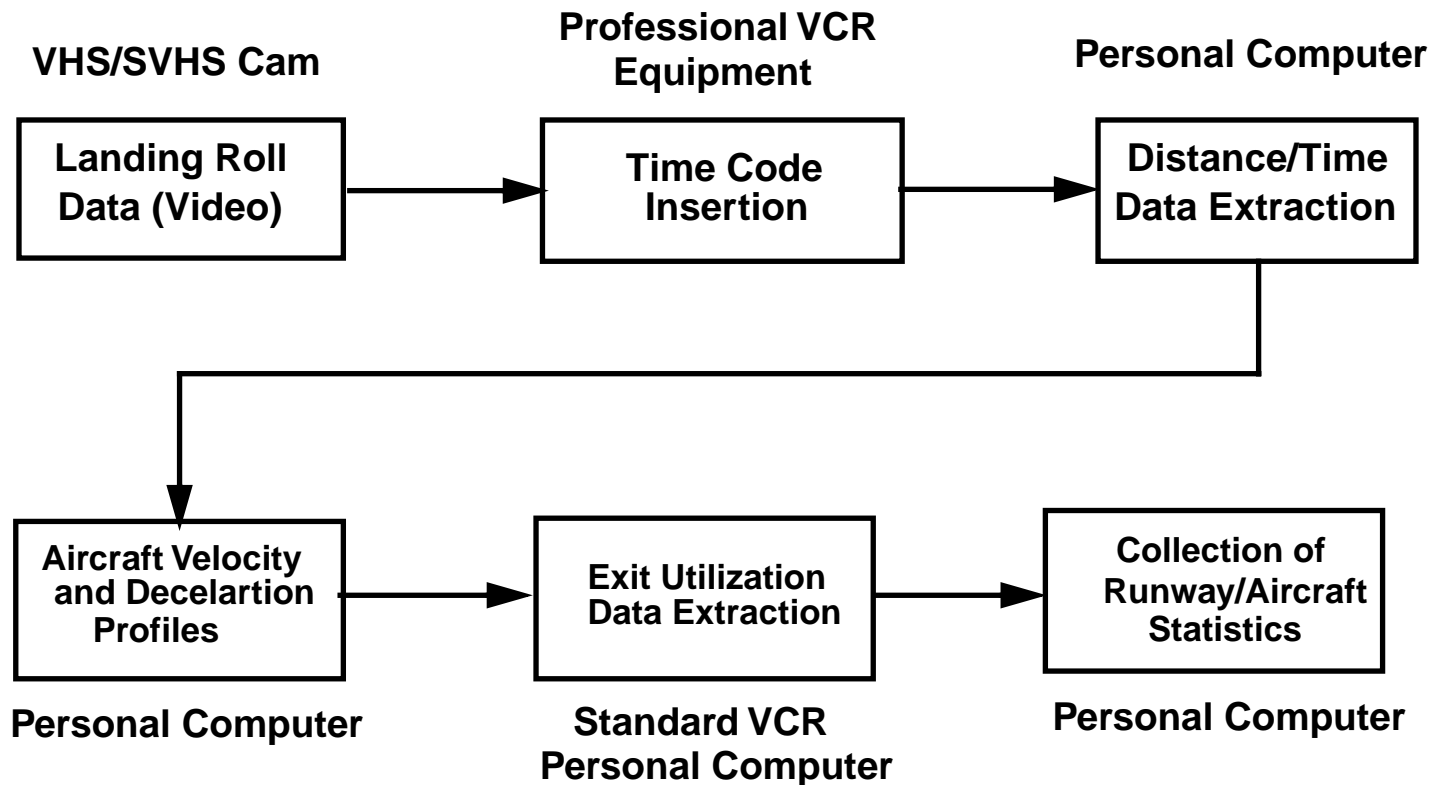 VHS/SVHS Cam
Professional VCR
Equipment
Personal Computer
Landing Roll
Data (Video)
Time Code
Insertion
Distance/Time
Data Extraction
Aircraft Velocity
and Decelartion
Profiles
Exit Utilization
Data Extraction
Collection of
Runway/Aircraft
Statistics
Personal Computer
Standard VCR
Personal Computer
Personal Computer